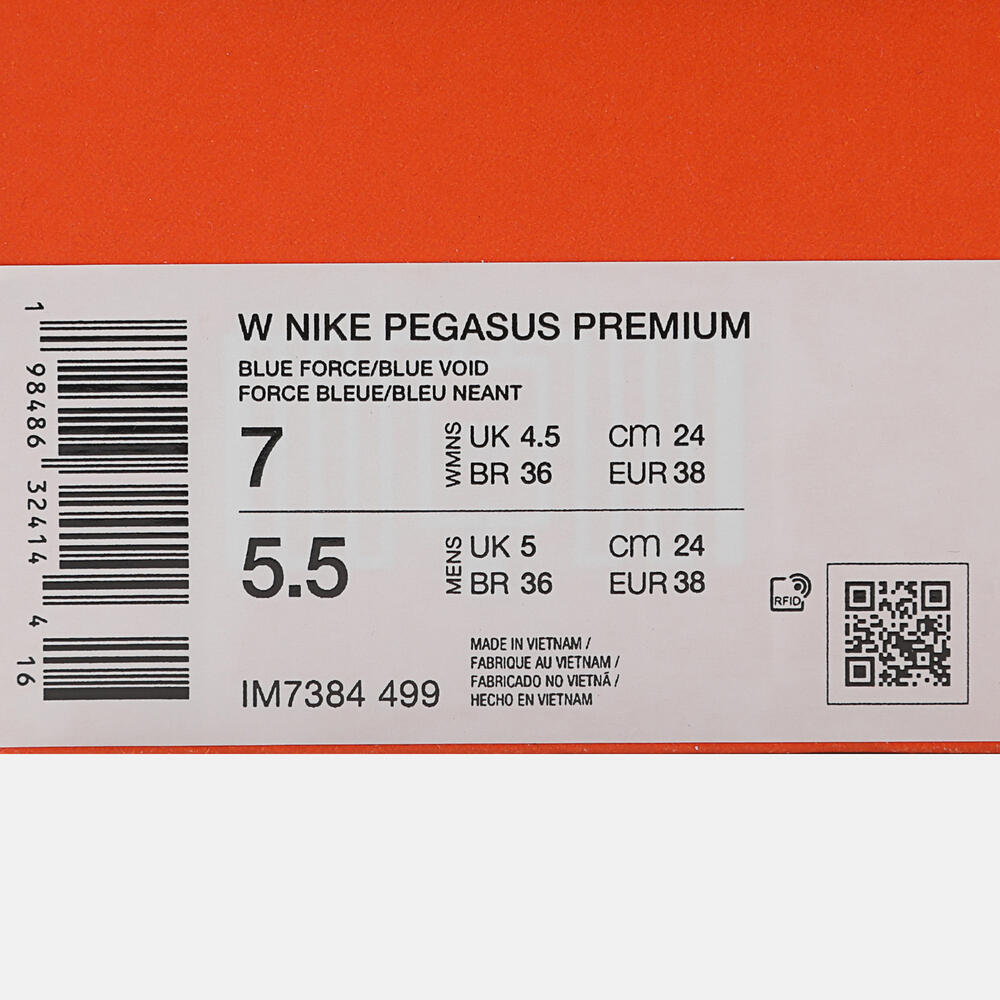 W NIKE PEGASUS PREMIUM
BLUE FORCE/BLUE VOID
FORCE BLEUE/BLEU NEANT
7 WMNS UK 4.5 cm 24
BR 36 EUR 38
5.5 MENS UK 5 cm 24
BR 36 EUR 38
MADE IN VIETNAM /
FABRIQUE AU VIETNAM /
FABRICADO NO VIETNÃ /
HECHO EN VIETNAM
IM7384 499
RFID
1 98486 32414 4 16